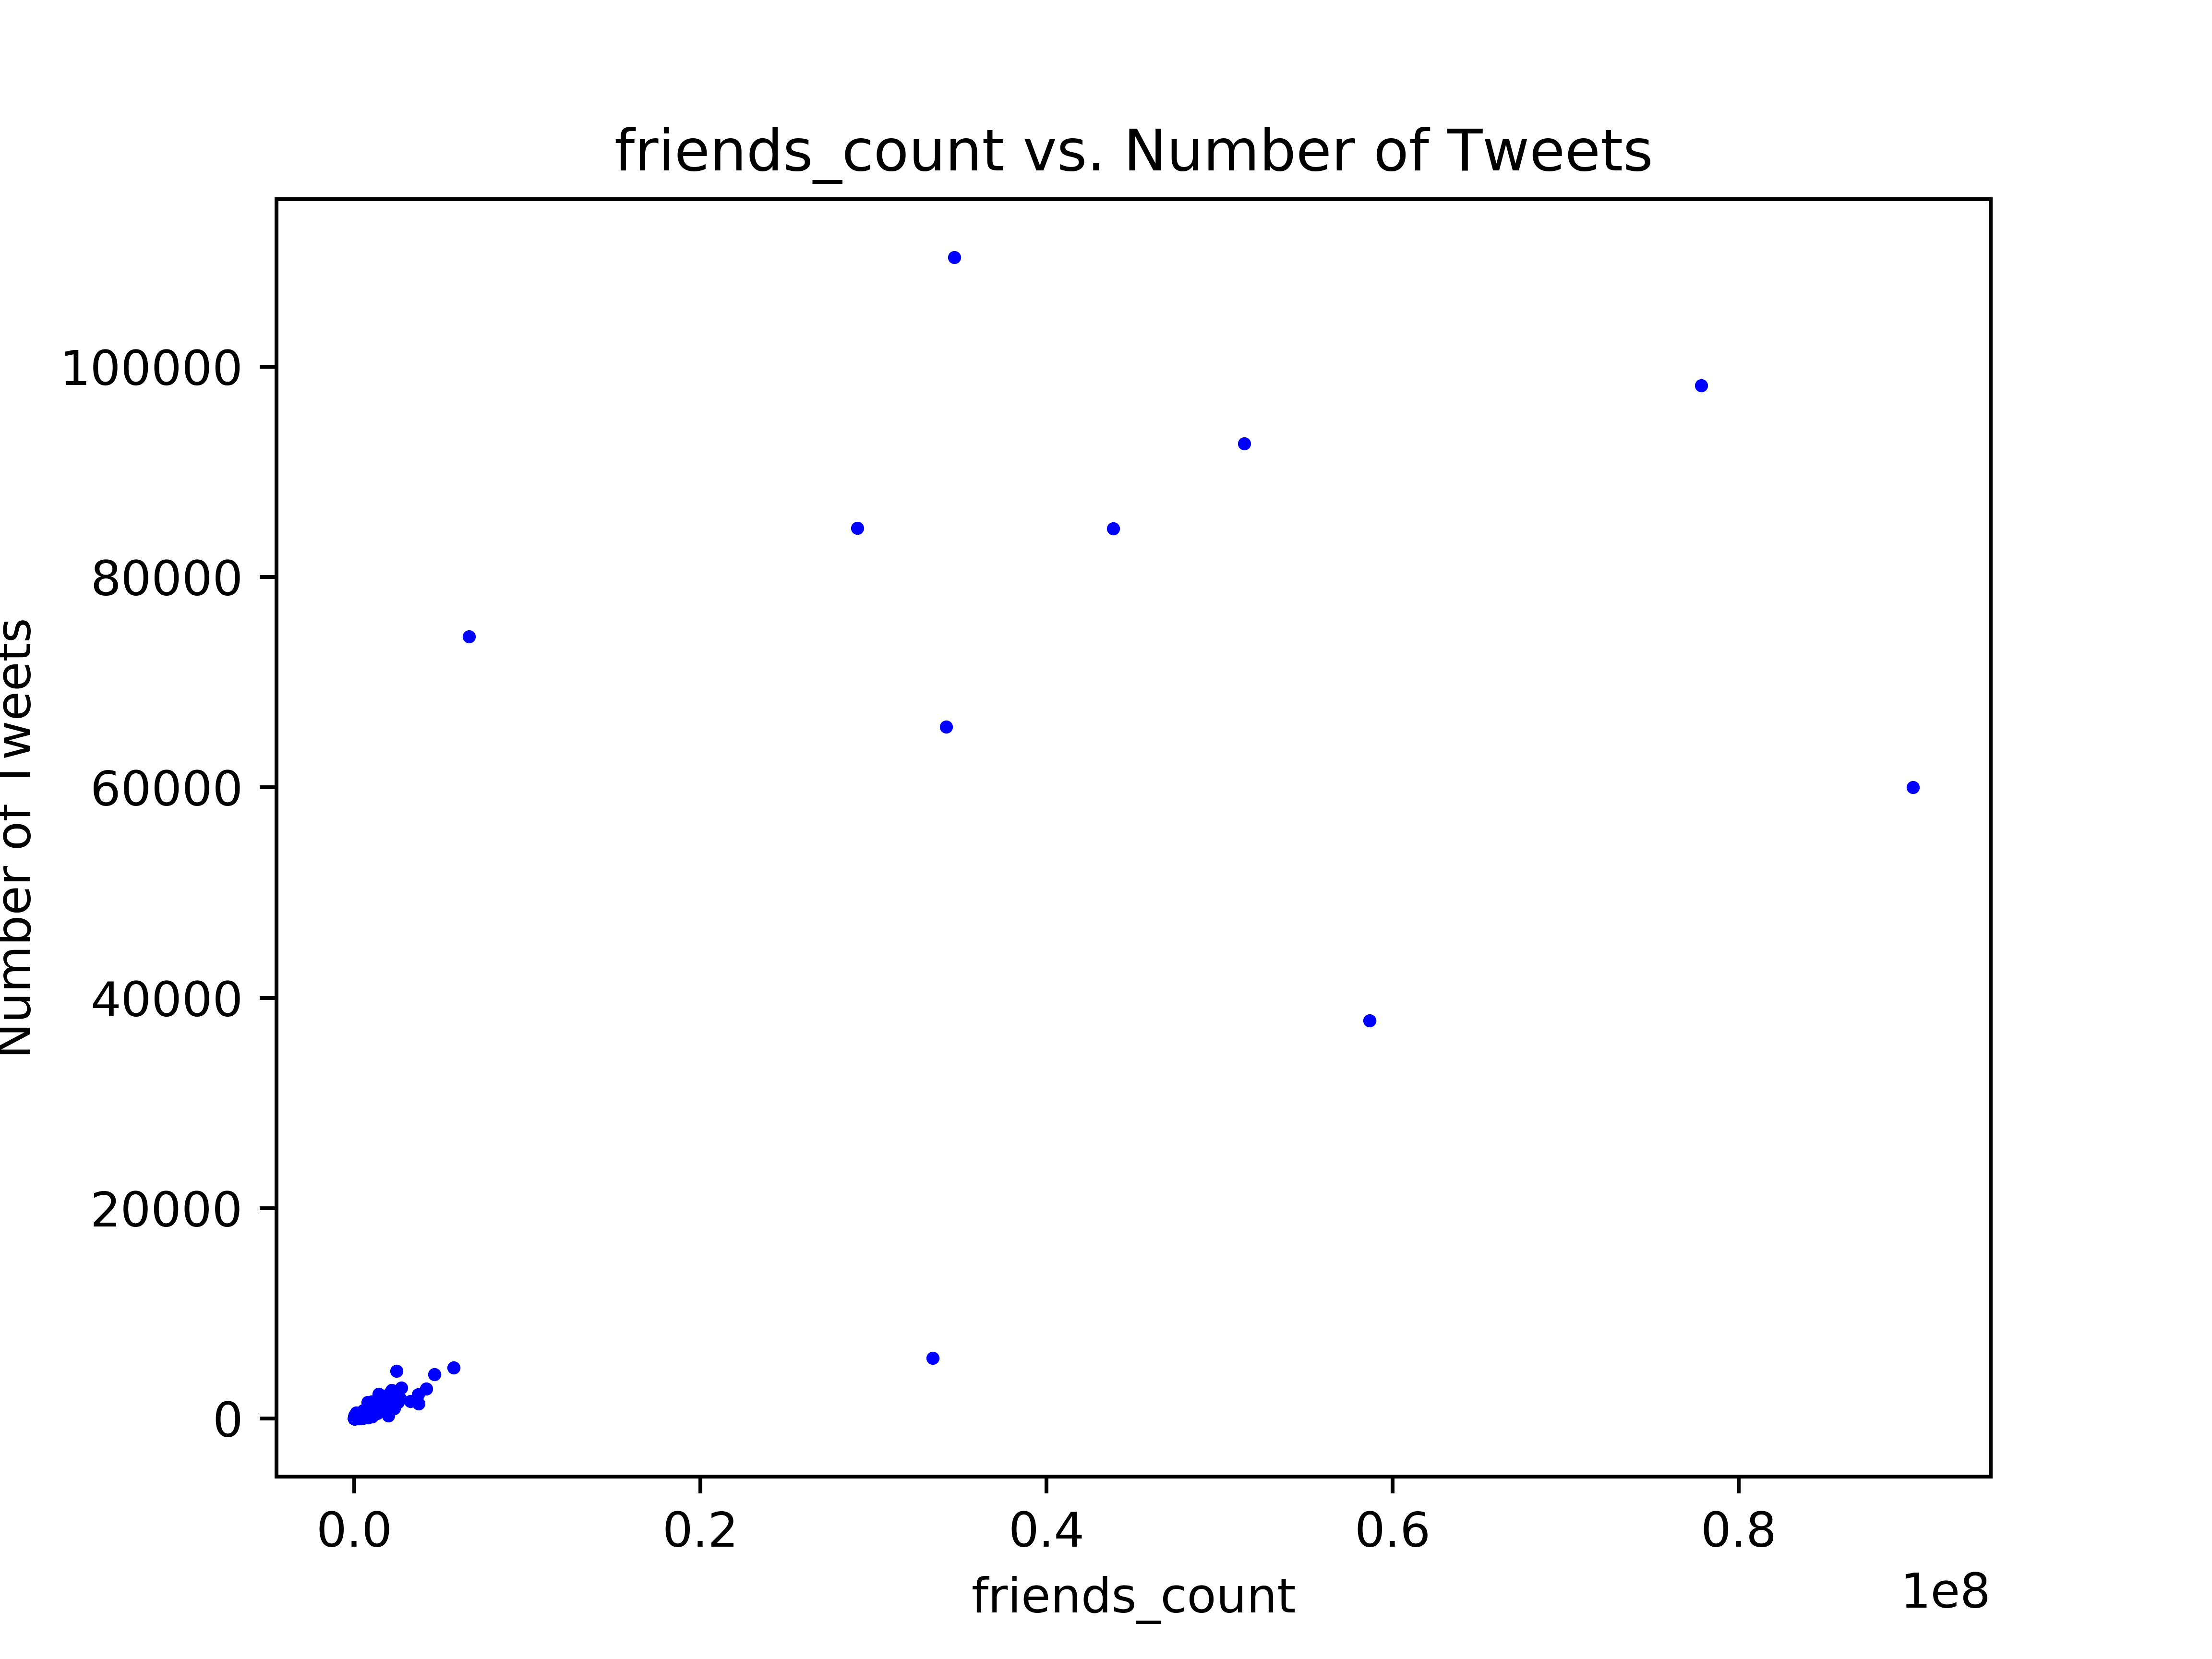 friends_count vs. Number of Tweets
100000
80000
60000
40000
20000
0
Number of Tweets
0.0 0.2 0.4 0.6 0.8
1e8
friends_count